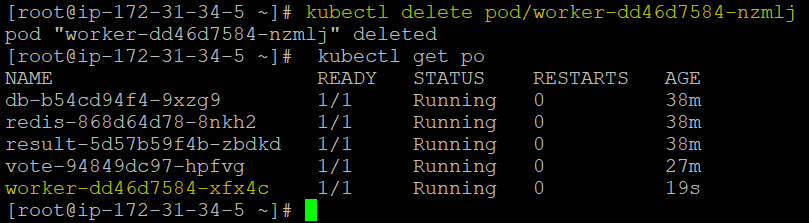 [root@ip-172-31-34-5 ~]# kubectl delete pod/worker-dd46d7584-nzmlj
pod "worker-dd46d7584-nzmlj" deleted
[root@ip-172-31-34-5 ~]#  kubectl get po
NAME                     READY   STATUS    RESTARTS   AGE
db-b54cd94f4-9xzg9       1/1     Running   0          38m
redis-868d64d78-8nkh2    1/1     Running   0          38m
result-5d57b59f4b-zbdkd  1/1     Running   0          38m
vote-94849dc97-hpfvg     1/1     Running   0          27m
worker-dd46d7584-xfx4c   1/1     Running   0          19s
[root@ip-172-31-34-5 ~]#